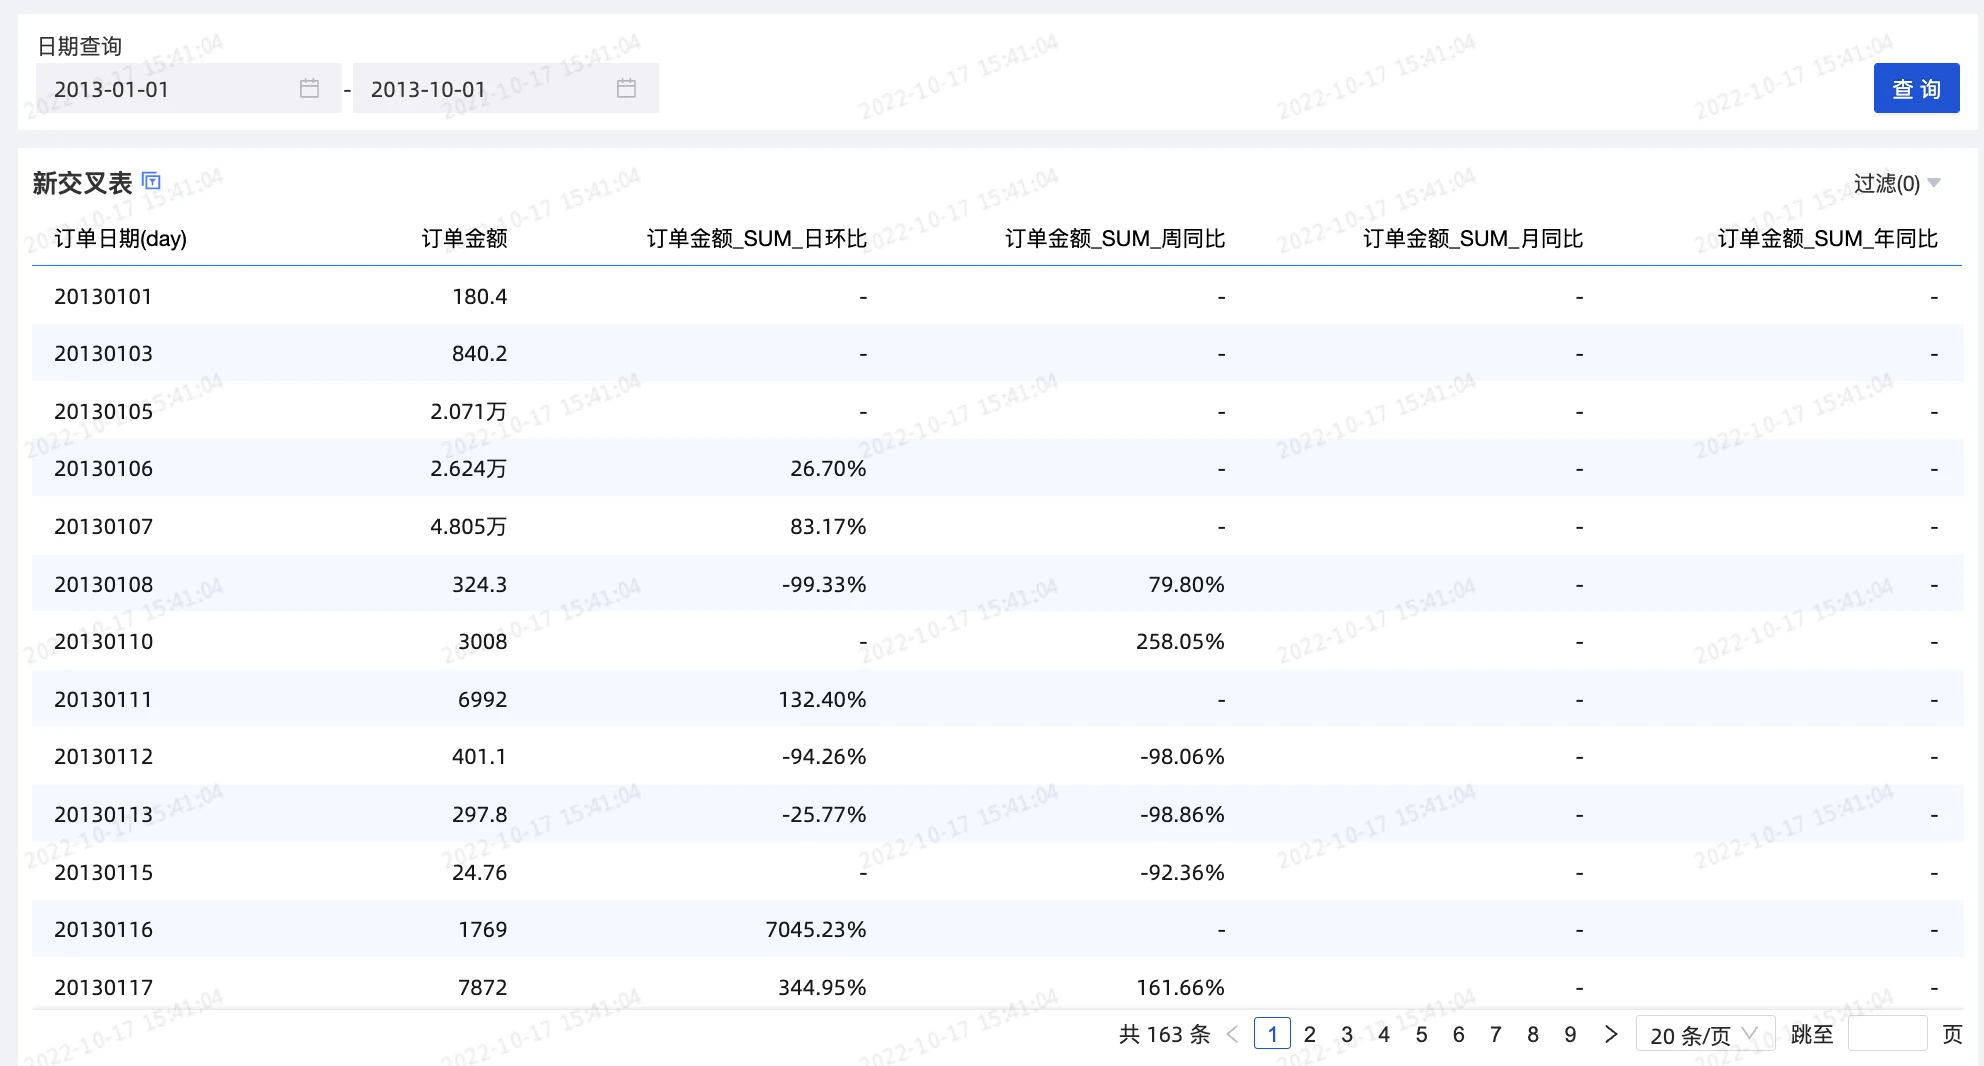 日期查询
2013-01-01 - 2013-10-01 查 询
新交叉表 过滤(0)
订单日期(day) 订单金额 订单金额_SUM_日环比 订单金额_SUM_周同比 订单金额_SUM_月同比 订单金额_SUM_年同比
20130101 180.4 - - - -
20130103 840.2 - - - -
20130105 2.071万 - - - -
20130106 2.624万 26.70% - - -
20130107 4.805万 83.17% - - -
20130108 324.3 -99.33% 79.80% - -
20130110 3008 - 258.05% - -
20130111 6992 132.40% - - -
20130112 401.1 -94.26% -98.06% - -
20130113 297.8 -25.77% -98.86% - -
20130115 24.76 - -92.36% - -
20130116 1769 7045.23% - - -
20130117 7872 344.95% 161.66% - -
共 163 条 < 1 2 3 4 5 6 7 8 9 > 20 条/页 跳至 页
2022-10-17 15:41:04